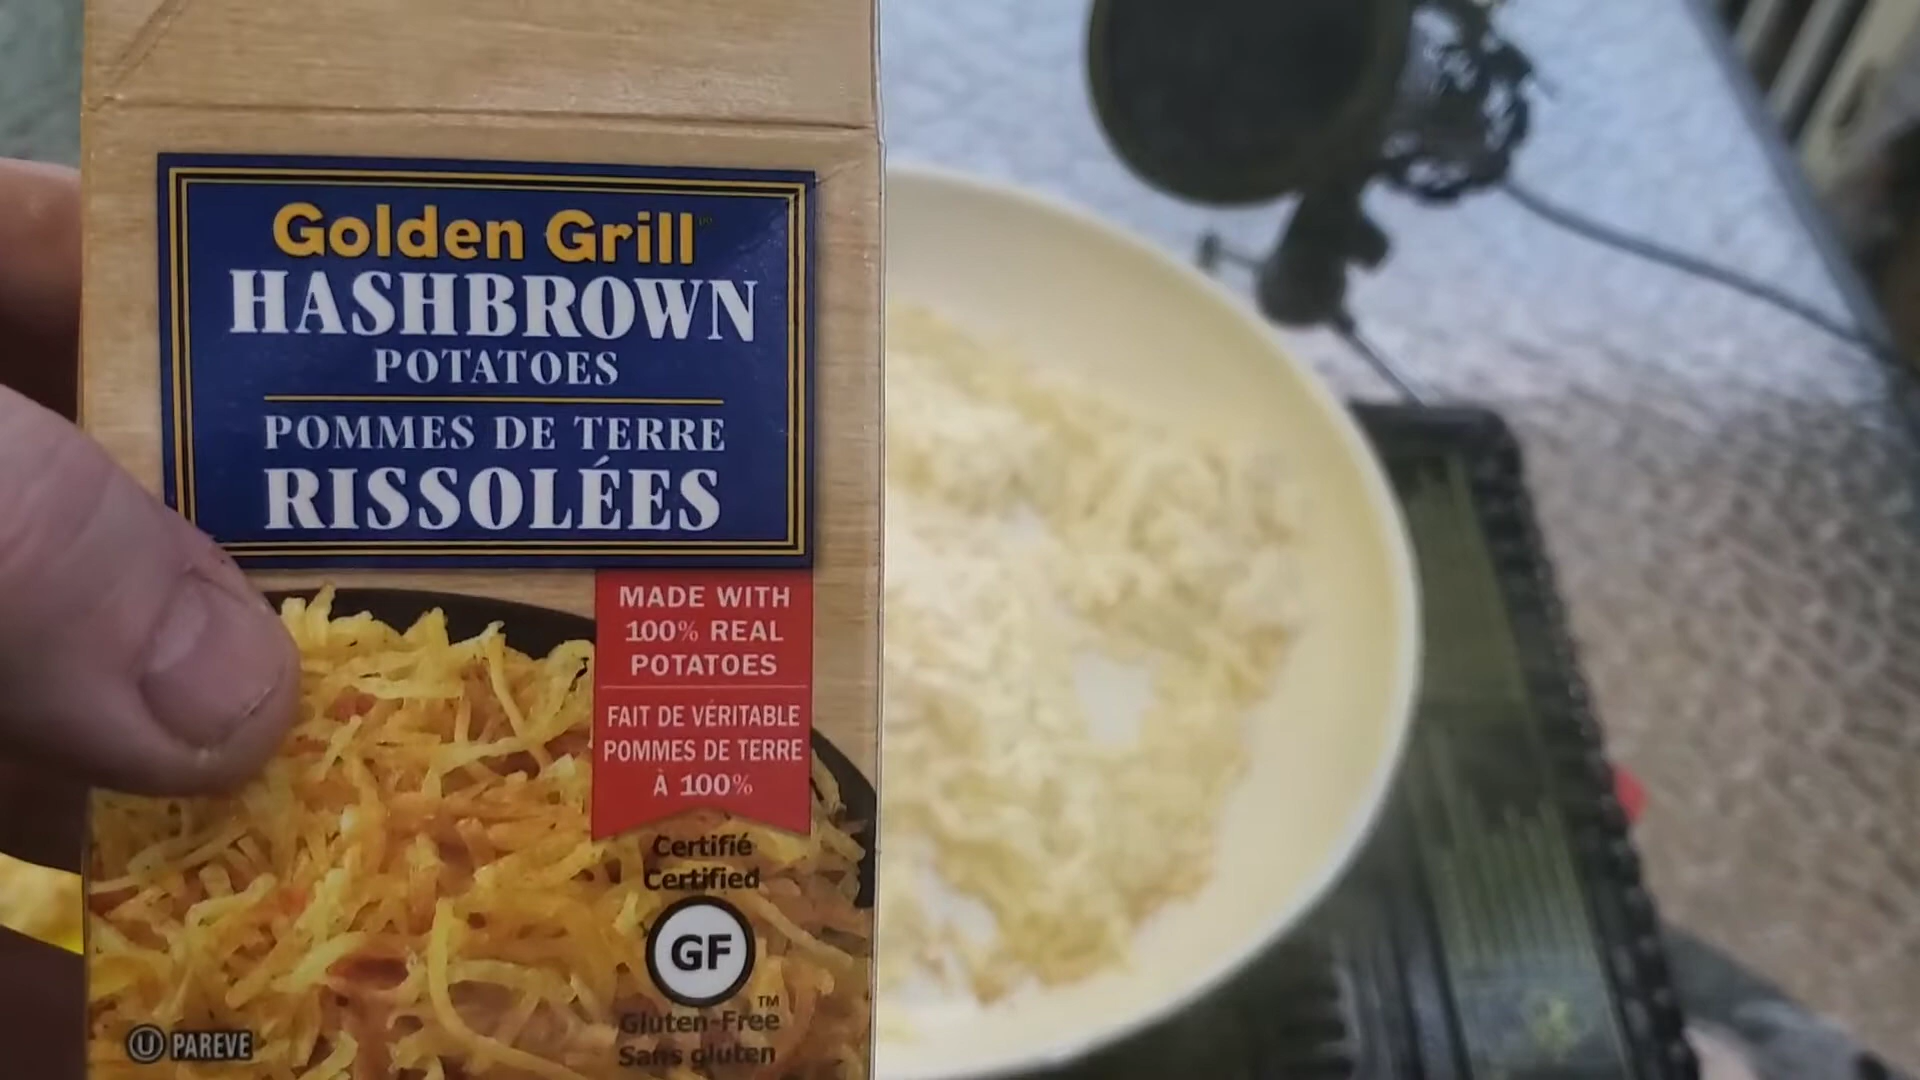 Golden Grill
HASHBROWN
POTATOES
POMMES DE TERRE
RISSOLÉES
MADE WITH
100% REAL
POTATOES
FAIT DE VÉRITABLE
POMMES DE TERRE
À 100%
Certifié
Certified
GF
TM
Gluten-Free
Sans gluten
U PAREVE